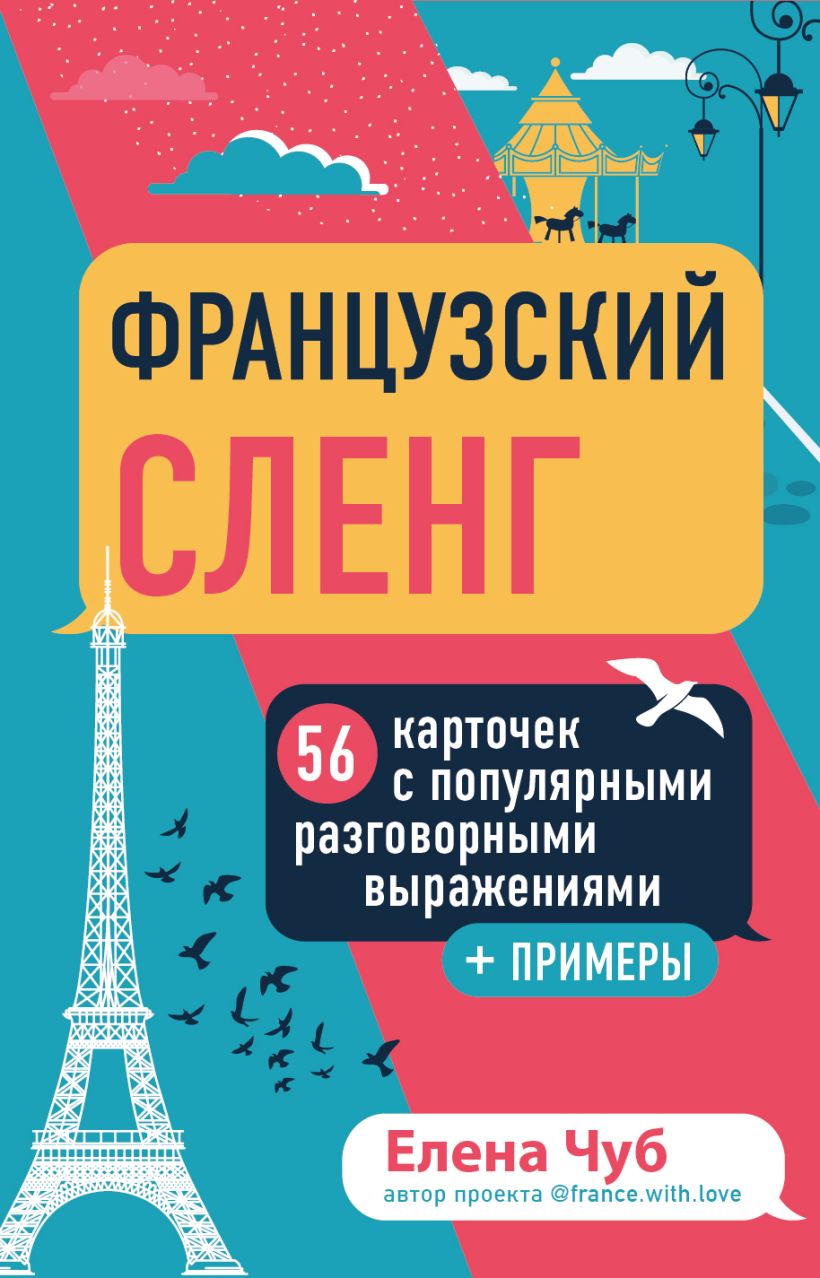 ФРАНЦУЗСКИЙ
СЛЕНГ
56 карточек
с популярными
разговорными
выражениями
+ ПРИМЕРЫ
Елена Чуб
автор проекта @france.with.love